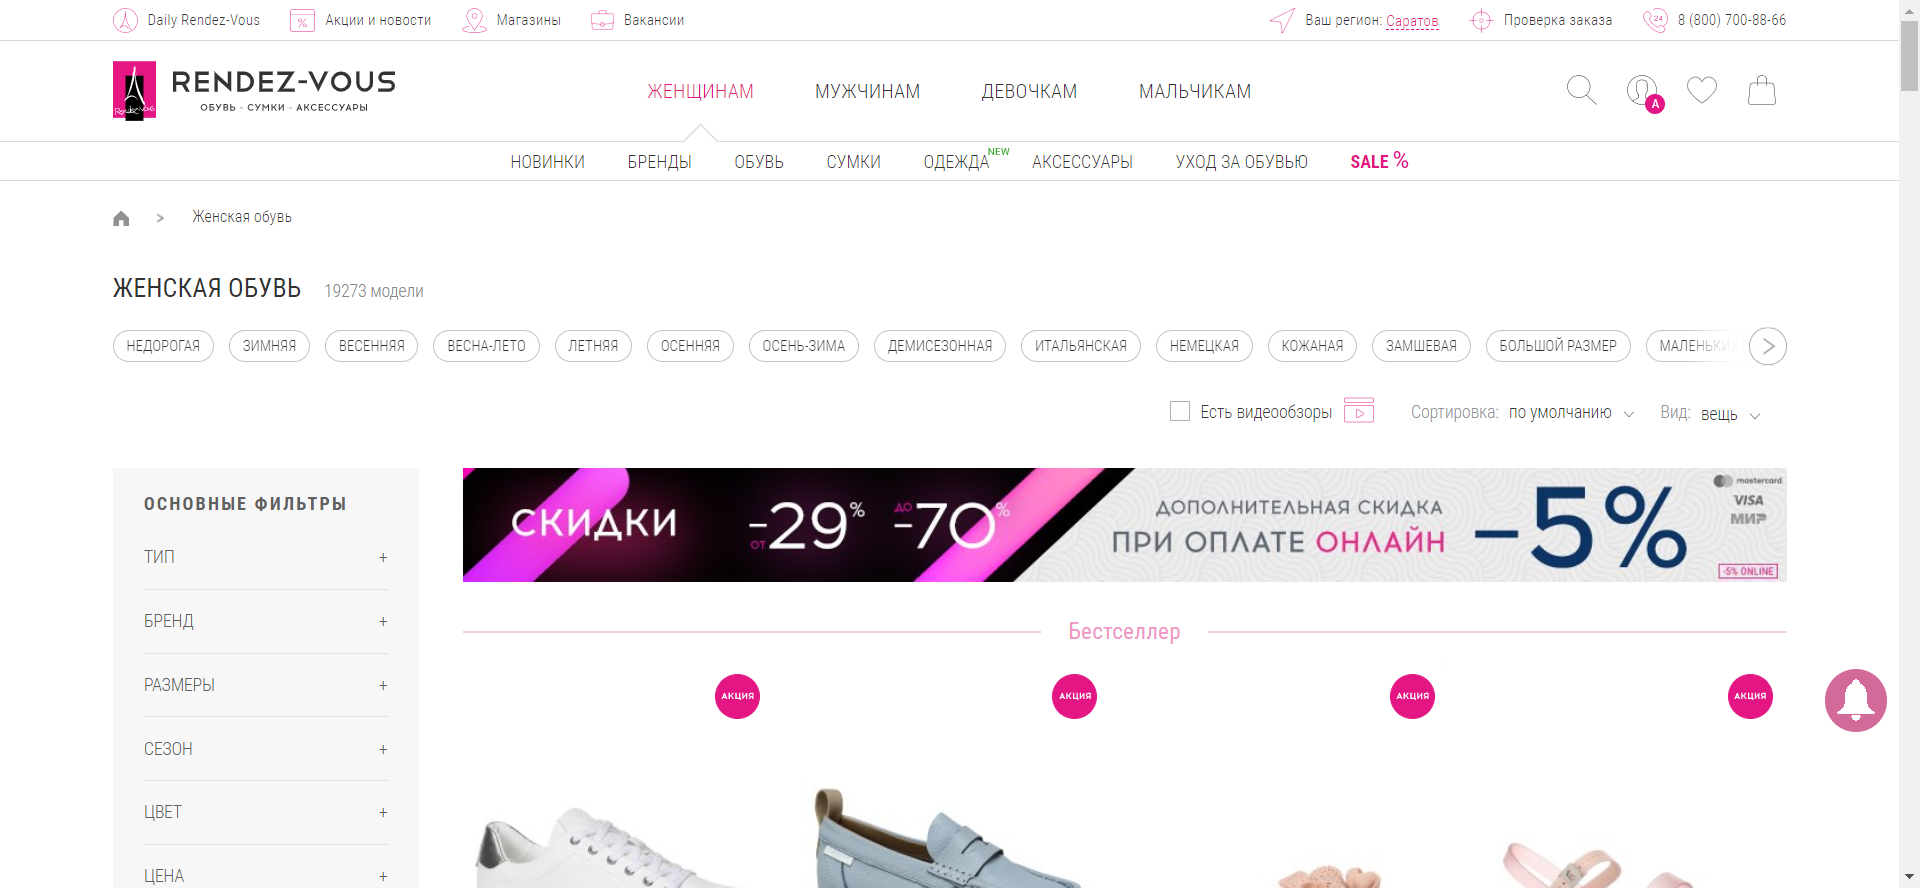 Daily Rendez-Vous
Акции и новости
Магазины
Вакансии
Ваш регион: Саратов
Проверка заказа
24
8 (800) 700-88-66
Rendez-Vous
RENDEZ-VOUS
ОБУВЬ - СУМКИ - АКСЕССУАРЫ
ЖЕНЩИНАМ
МУЖЧИНАМ
ДЕВОЧКАМ
МАЛЬЧИКАМ
А
НОВИНКИ
БРЕНДЫ
ОБУВЬ
СУМКИ
ОДЕЖДА NEW
АКСЕССУАРЫ
УХОД ЗА ОБУВЬЮ
SALE %
> Женская обувь
ЖЕНСКАЯ ОБУВЬ 19273 модели
НЕДОРОГАЯ
ЗИМНЯЯ
ВЕСЕННЯЯ
ВЕСНА-ЛЕТО
ЛЕТНЯЯ
ОСЕННЯЯ
ОСЕНЬ-ЗИМА
ДЕМИСЕЗОННАЯ
ИТАЛЬЯНСКАЯ
НЕМЕЦКАЯ
КОЖАНАЯ
ЗАМШЕВАЯ
БОЛЬШОЙ РАЗМЕР
МАЛЕНЬКИ
Есть видеообзоры
Сортировка: по умолчанию
Вид: вещь
ОСНОВНЫЕ ФИЛЬТРЫ
ТИП +
БРЕНД +
РАЗМЕРЫ +
СЕЗОН +
ЦВЕТ +
ЦЕНА +
СКИДКИ ОТ -29% ДО -70%
ДОПОЛНИТЕЛЬНАЯ СКИДКА
ПРИ ОПЛАТЕ ОНЛАЙН
-5%
mastercard
VISA
МИР
-5% ONLINE
Бестселлер
АКЦИЯ
АКЦИЯ
АКЦИЯ
АКЦИЯ